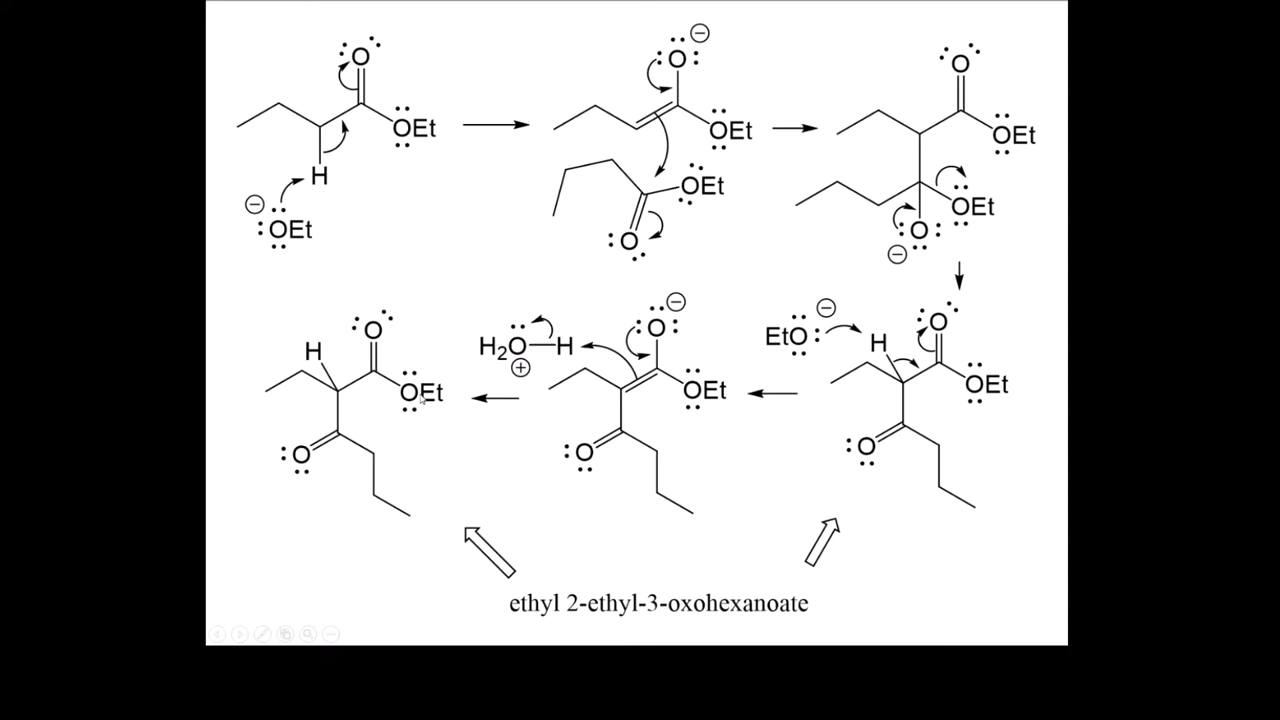 O
OEt
H
⊖
OEt
O ⊖
OEt
OEt
O
O
OEt
OEt
O
⊖
O
H
O
OEt
O
H2O—H
⊕
O ⊖
OEt
O
EtO ⊖
H
O
OEt
O
ethyl 2-ethyl-3-oxohexanoate